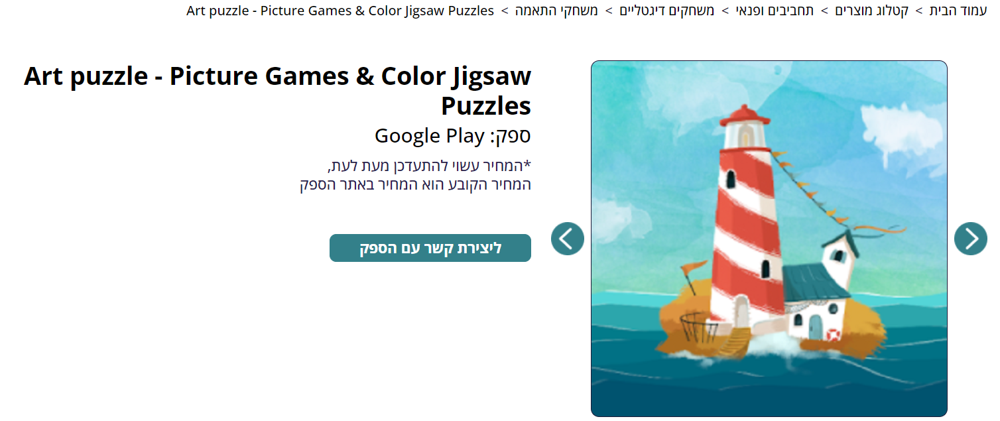 עמוד הבית > קטלוג מוצרים > תחביבים ופנאי > משחקים דיגטליים > משחקי התאמה > Art puzzle - Picture Games & Color Jigsaw Puzzles
Art puzzle - Picture Games & Color Jigsaw
Puzzles
ספק: Google Play
*המחיר עשוי להתעדכן מעת לעת,
המחיר הקובע הוא המחיר באתר הספק
ליצירת קשר עם הספק